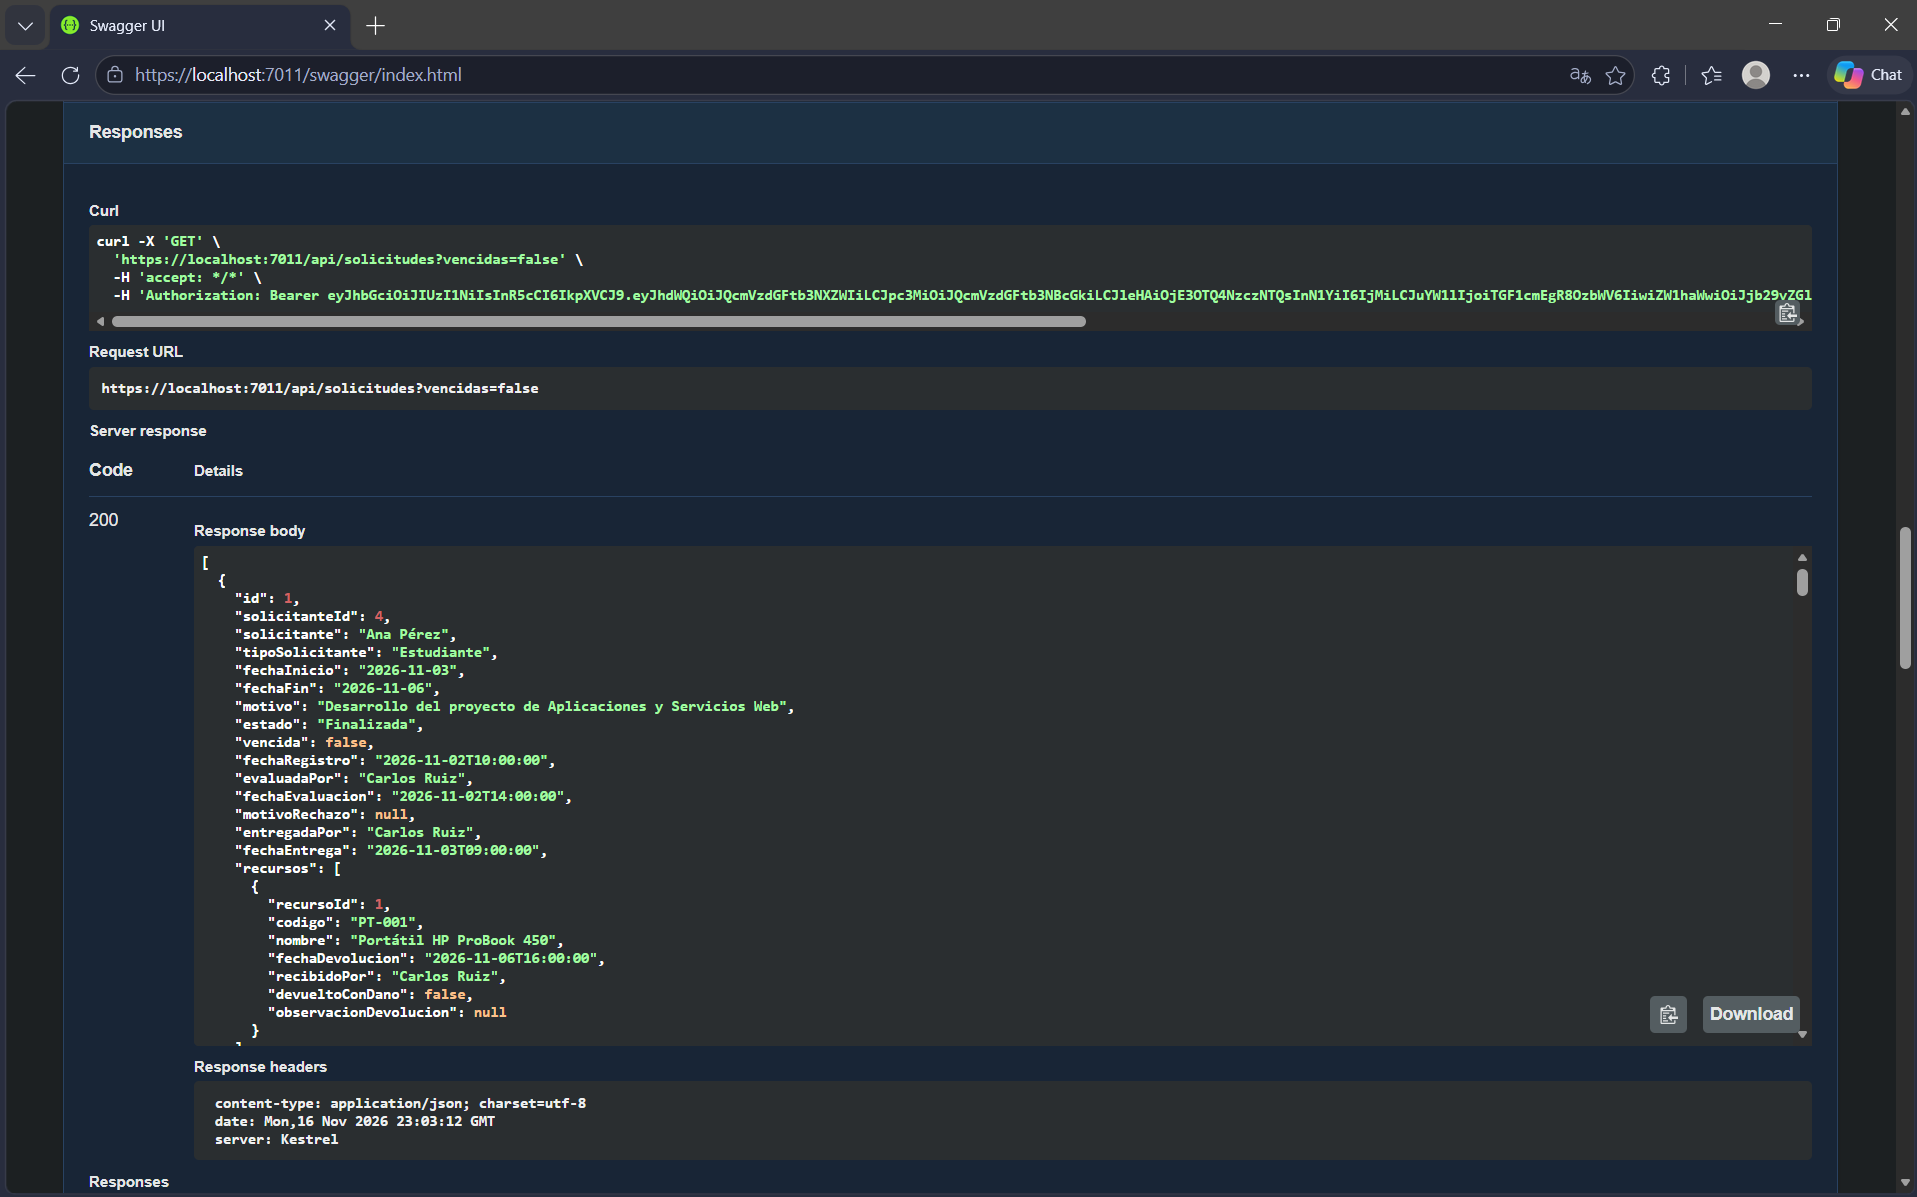 Swagger UI
https://localhost:7011/swagger/index.html
Chat
Responses
Curl
curl -X 'GET' \
'https://localhost:7011/api/solicitudes?vencidas=false' \
-H 'accept: */*' \
-H 'Authorization: Bearer
Request URL
https://localhost:7011/api/solicitudes?vencidas=false
Server response
Code Details
200
Response body
[
{
"id": 1,
"solicitanteId": 4,
"solicitante": "Ana Pérez",
"tipoSolicitante": "Estudiante",
"fechaInicio": "2026-11-03",
"fechaFin": "2026-11-06",
"motivo": "Desarrollo del proyecto de Aplicaciones y Servicios Web",
"estado": "Finalizada",
"vencida": false,
"fechaRegistro": "2026-11-02T10:00:00",
"evaluadaPor": "Carlos Ruiz",
"fechaEvaluacion": "2026-11-02T14:00:00",
"motivoRechazo": null,
"entregadaPor": "Carlos Ruiz",
"fechaEntrega": "2026-11-03T09:00:00",
"recursos": [
{
"recursoId": 1,
"codigo": "PT-001",
"nombre": "Portátil HP ProBook 450",
"fechaDevolucion": "2026-11-06T16:00:00",
"recibidoPor": "Carlos Ruiz",
"devueltoConDano": false,
"observacionDevolucion": null
}
Download
Response headers
content-type: application/json; charset=utf-8
date: Mon,16 Nov 2026 23:03:12 GMT
server: Kestrel
Responses